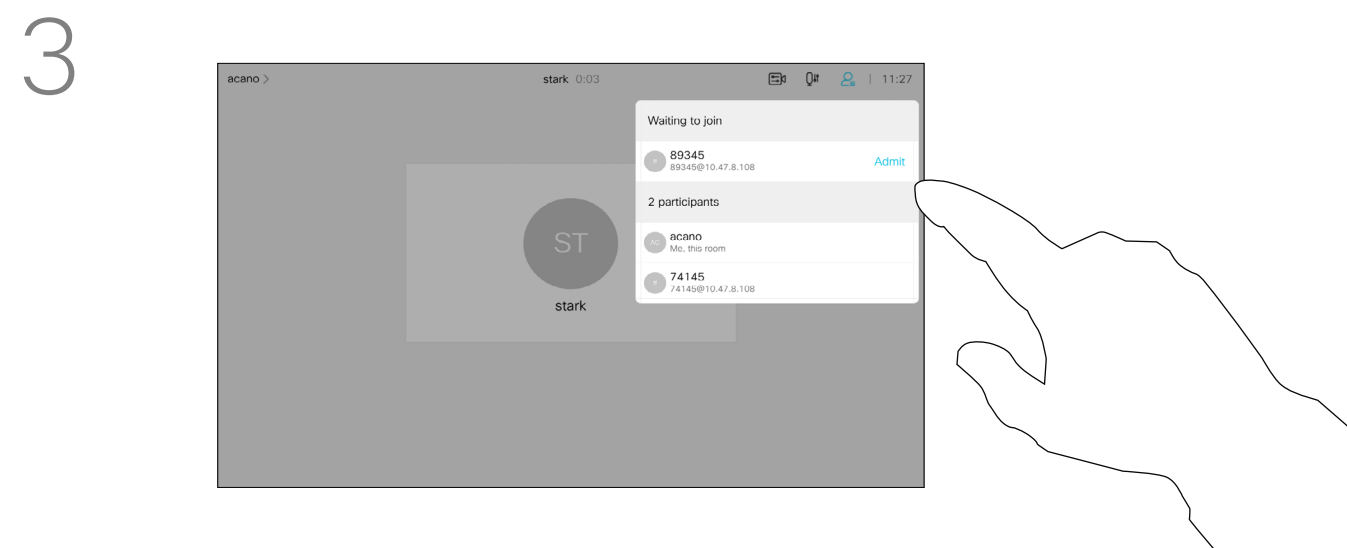 3
acano >
stark 0:03
11:27
Waiting to join
89345
89345@10.47.8.108
Admit
2 participants
AC
acano
Me, this room
74145
74145@10.47.8.108
ST
stark